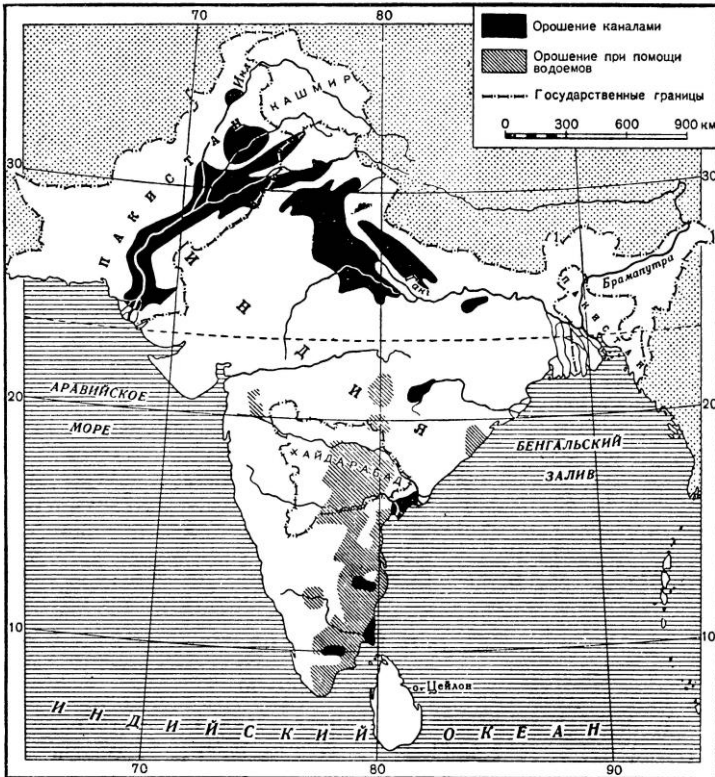 70
80
Орошение каналами
Орошение при помощи
водоемов
Государственные границы
0 300 600 900 км
Инд
КАШМИР
30
30
ПАКИСТАН
Ганг
ПАКИСТАН
Брамапутра
ИНДИЯ
АРАВИЙСКОЕ
МОРЕ
20
20
ХАЙДАРАБАД
БЕНГАЛЬСКИЙ
ЗАЛИВ
10
10
о. Цейлон
ИНДИЙСКИЙ ОКЕАН
70
80
90